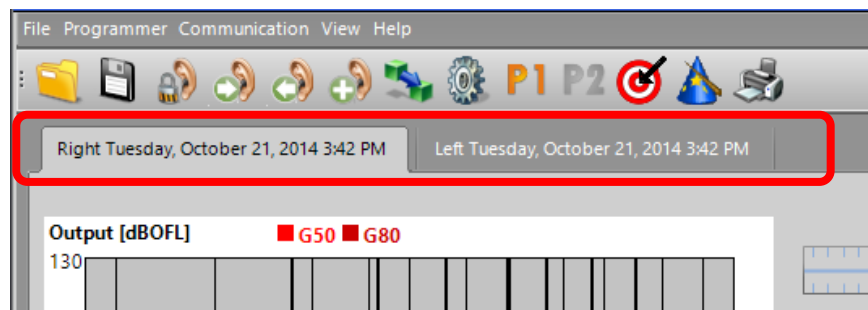 File Programmer Communication View Help
P1 P2
Right Tuesday, October 21, 2014 3:42 PM Left Tuesday, October 21, 2014 3:42 PM
Output [dBOFL] G50 G80
130